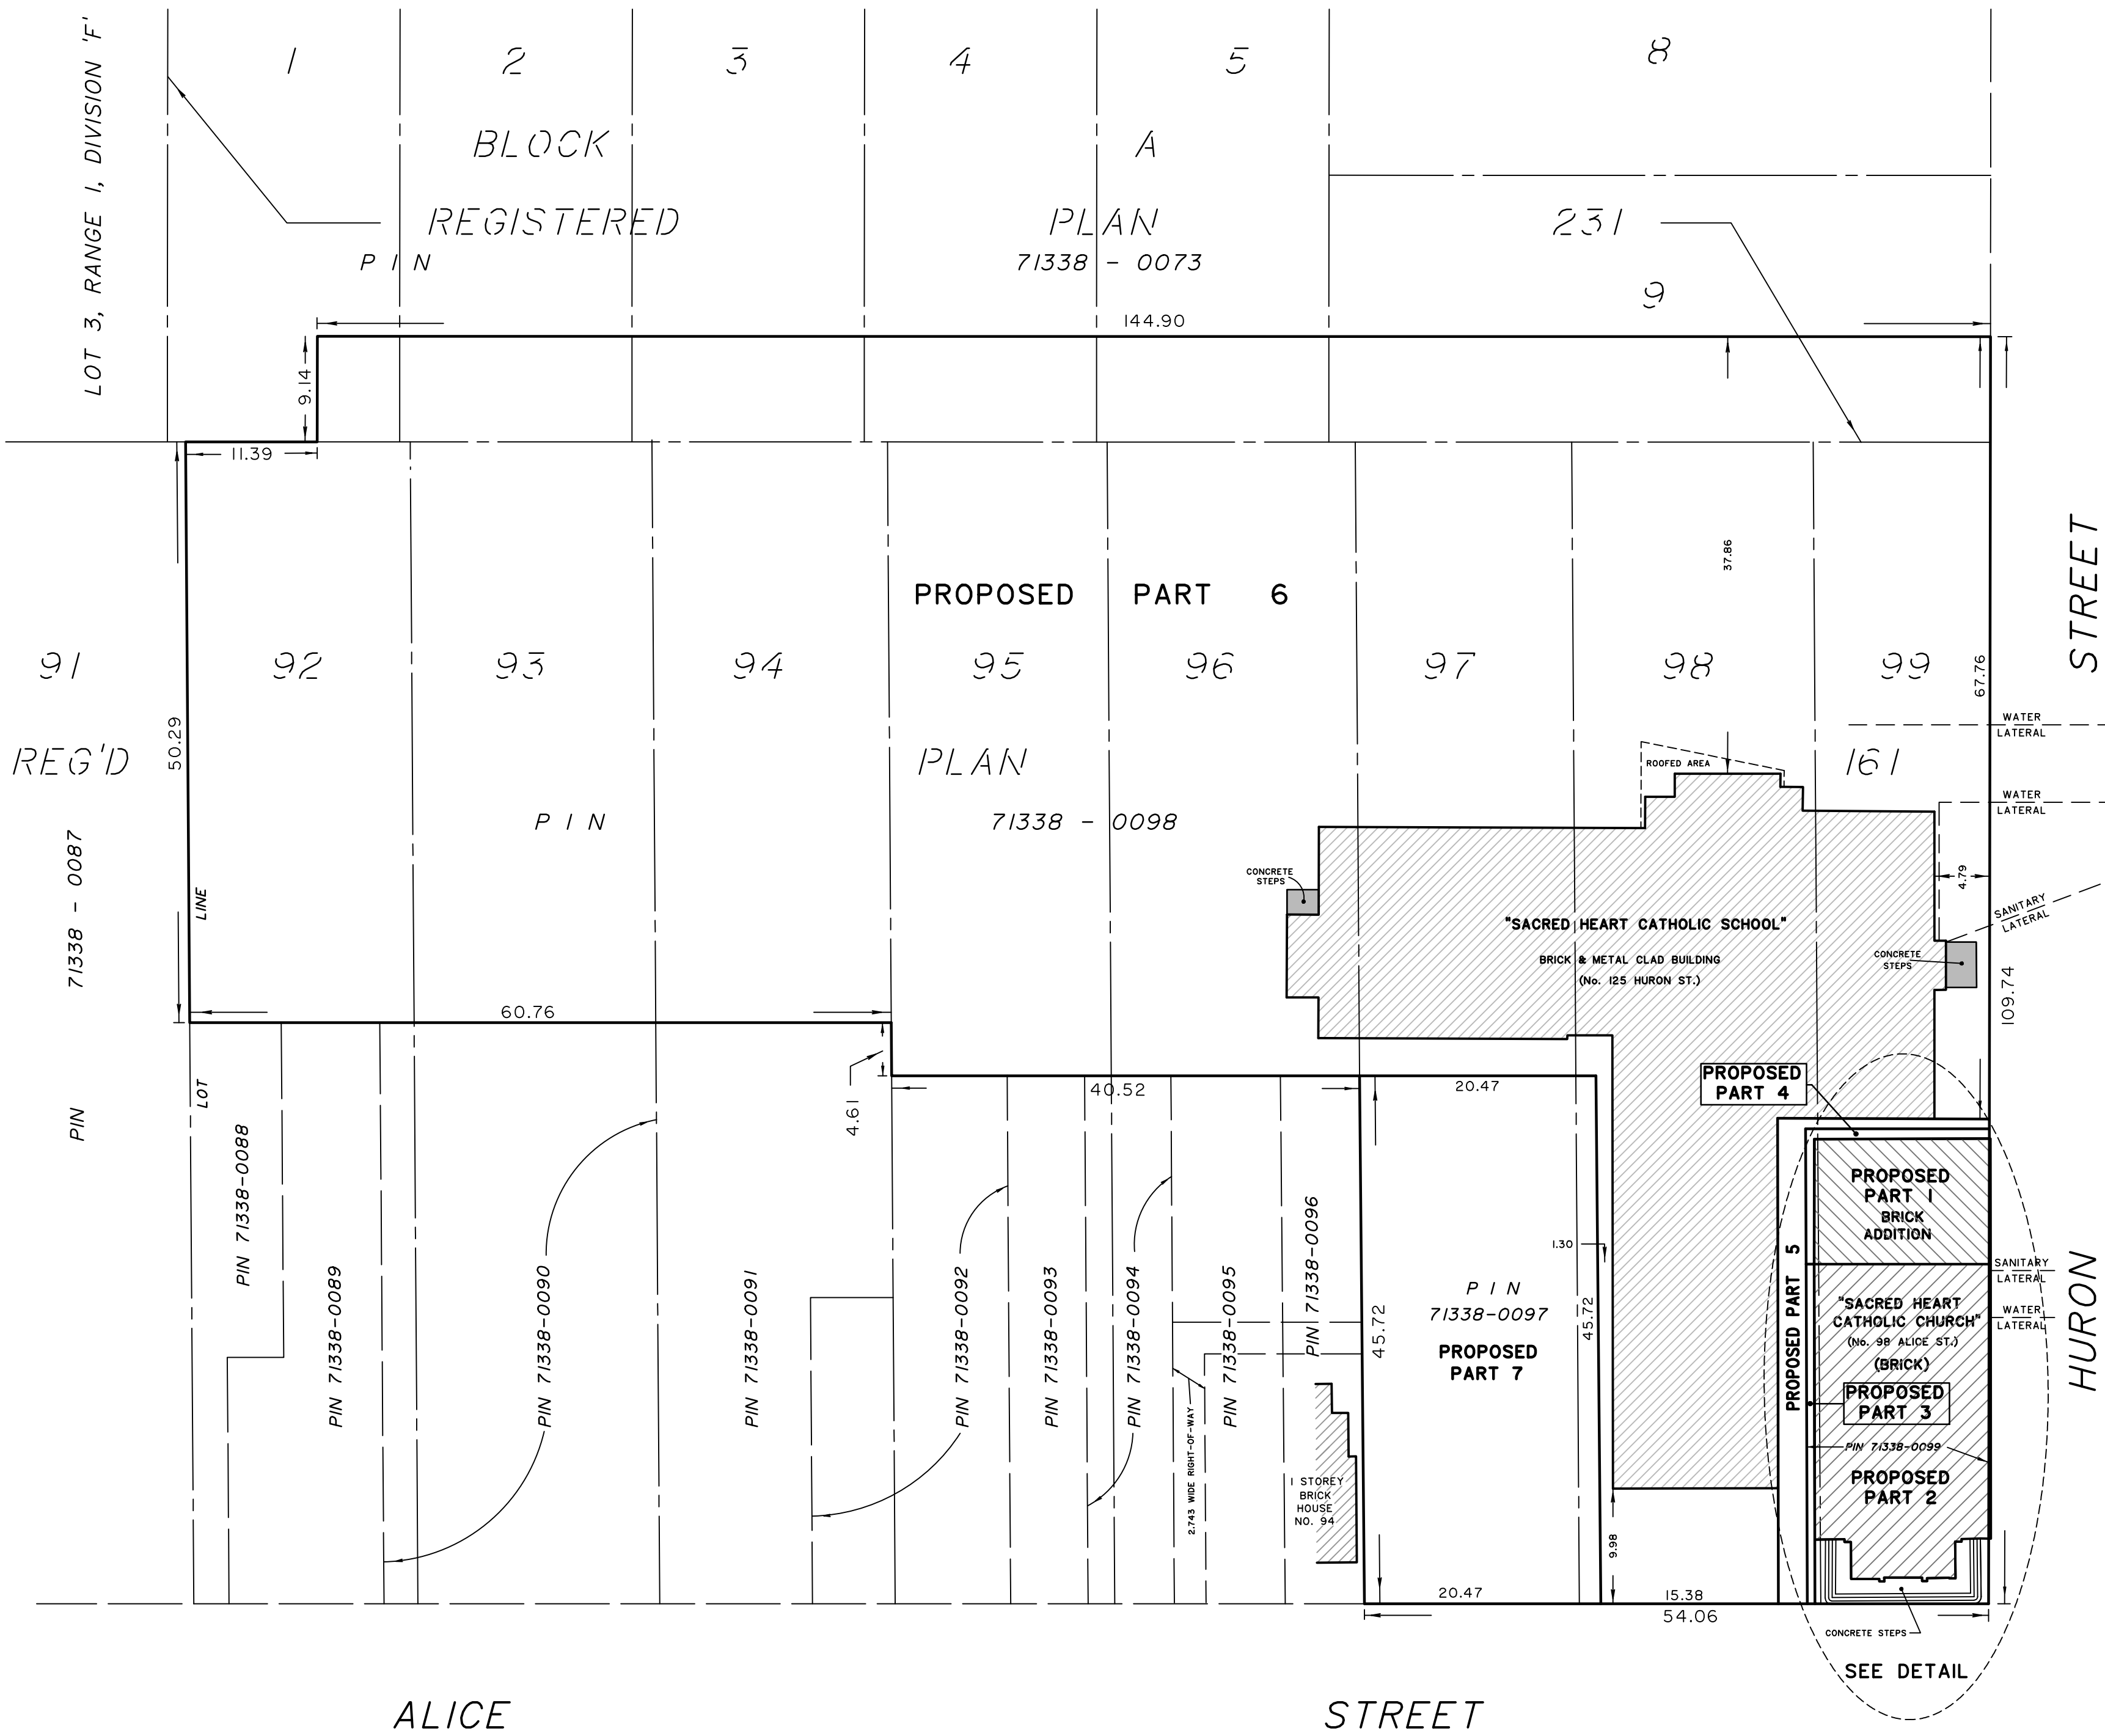 LOT 3, RANGE 1, DIVISION 'F'
1 2 3 4 5 8
BLOCK A
REGISTERED PLAN 231
PIN 71338 - 0073
9
144.90
9.14
11.39
37.86
PROPOSED PART 6
STREET
91 92 93 94 95 96 97 98 99
67.76
50.29
REG'D PLAN 161
WATER
LATERAL
ROOFED AREA
WATER
LATERAL
PIN 71338 - 0098
PIN 71338 - 0087
LOT LINE
CONCRETE
STEPS
4.79
SANITARY
LATERAL
"SACRED HEART CATHOLIC SCHOOL"
BRICK & METAL CLAD BUILDING
(No. 125 HURON ST.)
CONCRETE
STEPS
109.74
60.76
4.61
40.52
20.47
PROPOSED
PART 4
PIN 71338-0088
PIN 71338-0089
PIN 71338-0090
PIN 71338-0091
PIN 71338-0092
PIN 71338-0093
PIN 71338-0094
PIN 71338-0095
PIN 71338-0096
2.743 WIDE RIGHT-OF-WAY
1 STOREY
BRICK
HOUSE
NO. 94
45.72
PIN
71338-0097
PROPOSED
PART 7
1.30
45.72
PROPOSED PART 5
PROPOSED
PART 1
BRICK
ADDITION
SANITARY
LATERAL
WATER
LATERAL
"SACRED HEART
CATHOLIC CHURCH"
(No. 98 ALICE ST.)
(BRICK)
PROPOSED
PART 3
PIN 71338-0099
PROPOSED
PART 2
HURON
9.98
20.47
15.38
54.06
CONCRETE STEPS
SEE DETAIL
ALICE STREET